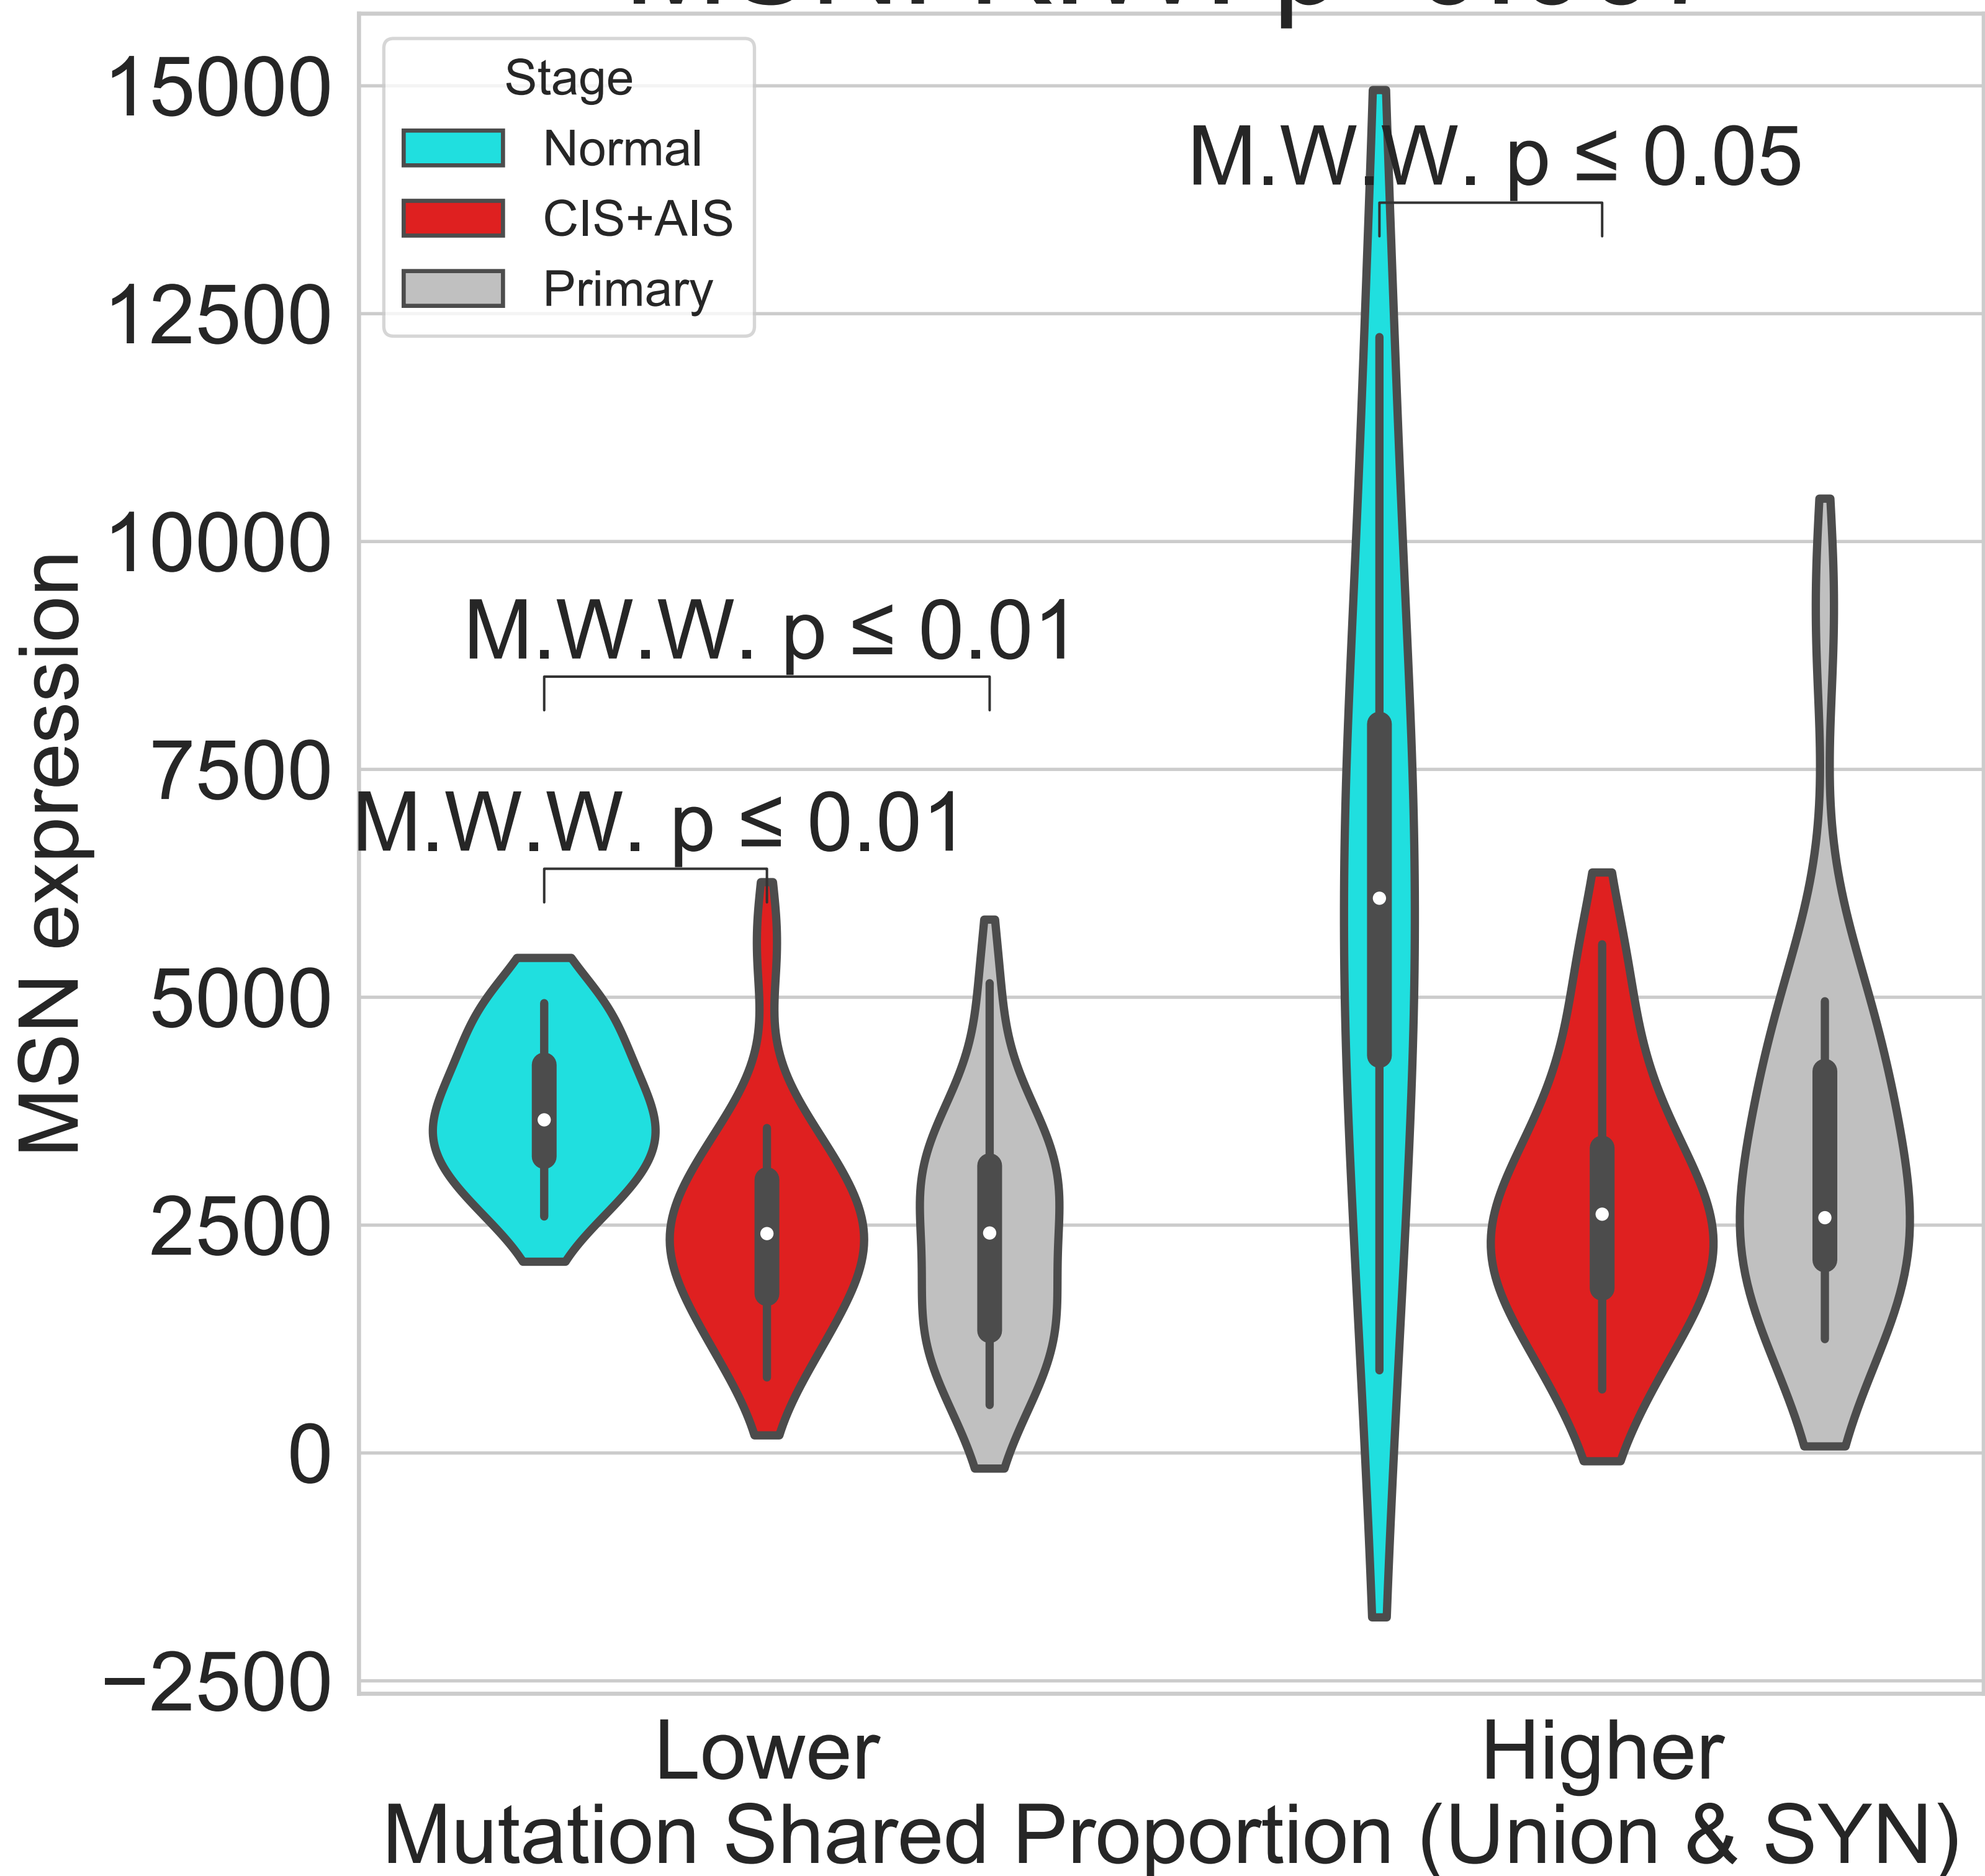 Stage
Normal
CIS+AIS
Primary
15000
12500
10000
7500
5000
2500
0
−2500
MSN expression
M.W.W. p ≤ 0.05
M.W.W. p ≤ 0.01
M.W.W. p ≤ 0.01
Lower
Higher
Mutation Shared Proportion (Union & SYN)